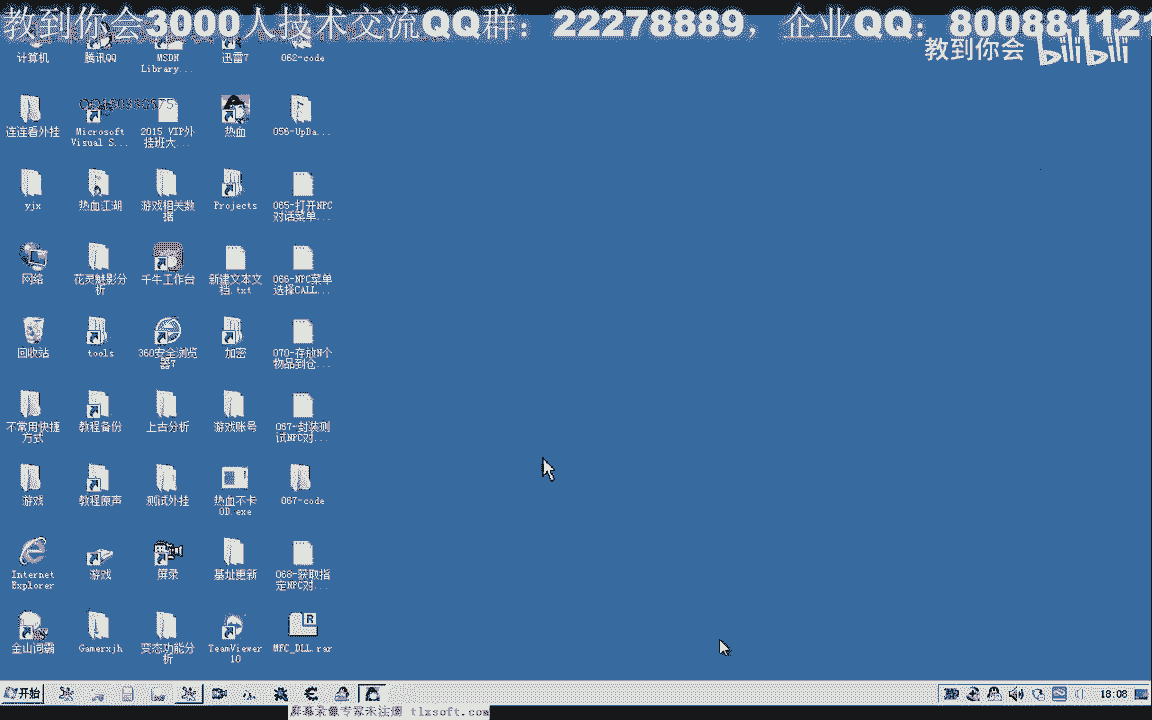 教到你会3000人技术交流QQ群：22278889，企业QQ：800881121
教到你会 bilibili
计算机
腾讯QQ
MSDN
Library...
迅雷7
062-code
连连看外挂
Microsoft
Visual S...
2015 VIP外
挂班大...
热血
056-UpDa...
yjx
热血江湖
游戏相关数
据
Projects
065-打开NPC
对话菜单...
网络
花灵魅影分
析
千牛工作台
新建文本文
档.txt
066-NPC菜单
选择CALL...
回收站
tools
360安全浏览
器7
加密
070-存放N个
物品到仓...
不常用快捷
方式
教程备份
上古分析
游戏账号
067-封装测
试NPC对...
游戏
教程原声
测试外挂
热血不卡
OD.exe
067-code
Internet
Explorer
游戏
屏录
基址更新
068-获取指
定NPC对...
金山词霸
Gamerxjh
变态功能分
析
TeamViewer
10
MFC_DLL.rar
开始
18:08
屏幕录像专家未注册 tlxsoft.com